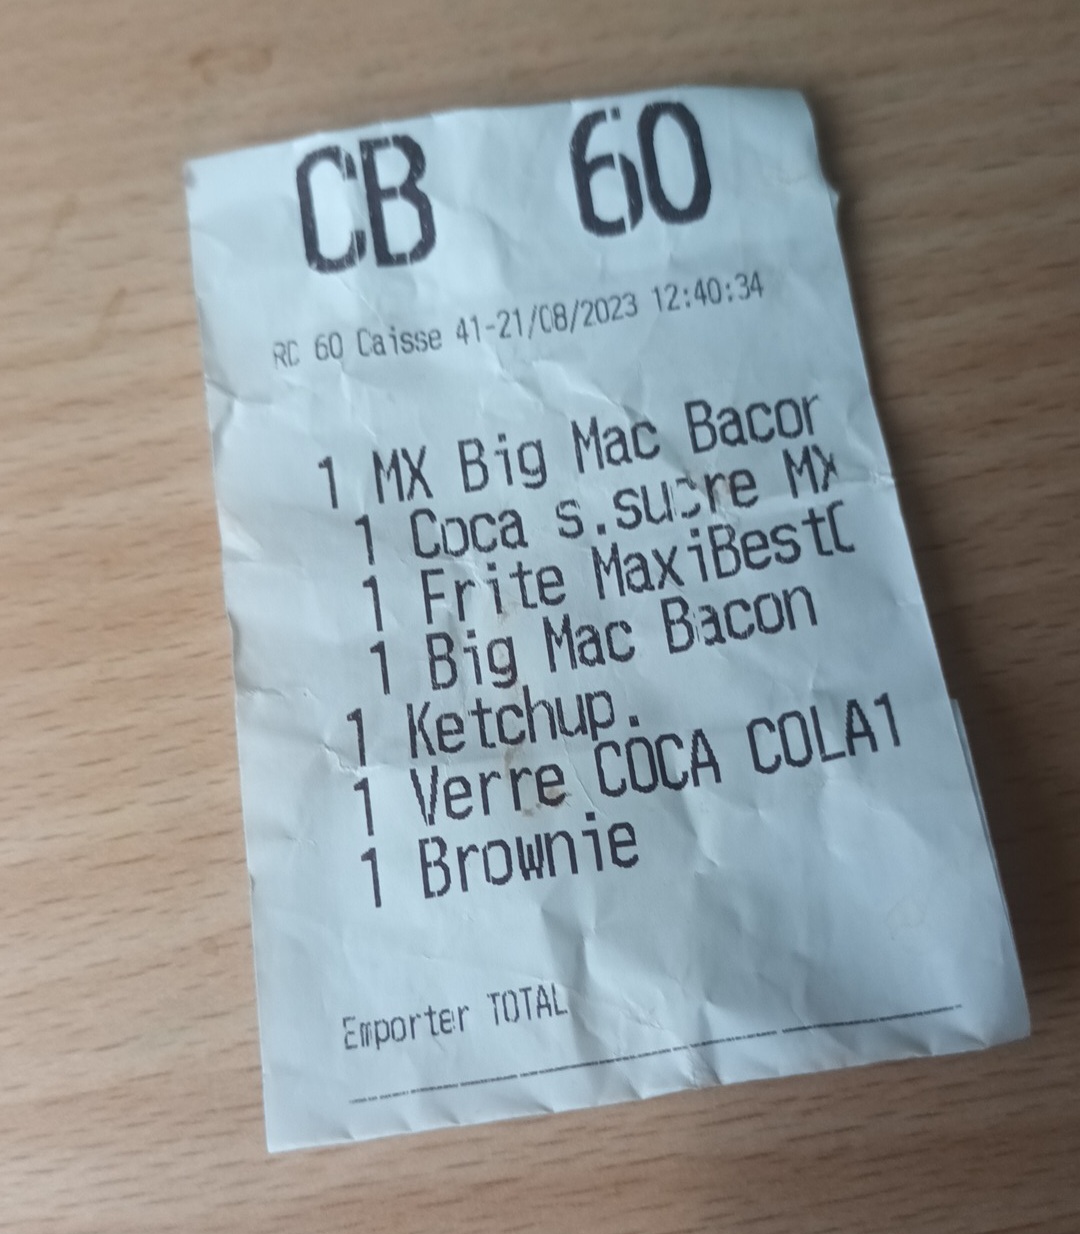 CB 60
RC 60 Caisse 41-21/08/2023 12:40:34
1 MX Big Mac Bacor
1 Coca s.sucre MX
1 Frite MaxiBestC
1 Big Mac Bacon
1 Ketchup.
1 Verre COCA COLA1
1 Brownie
Emporter TOTAL